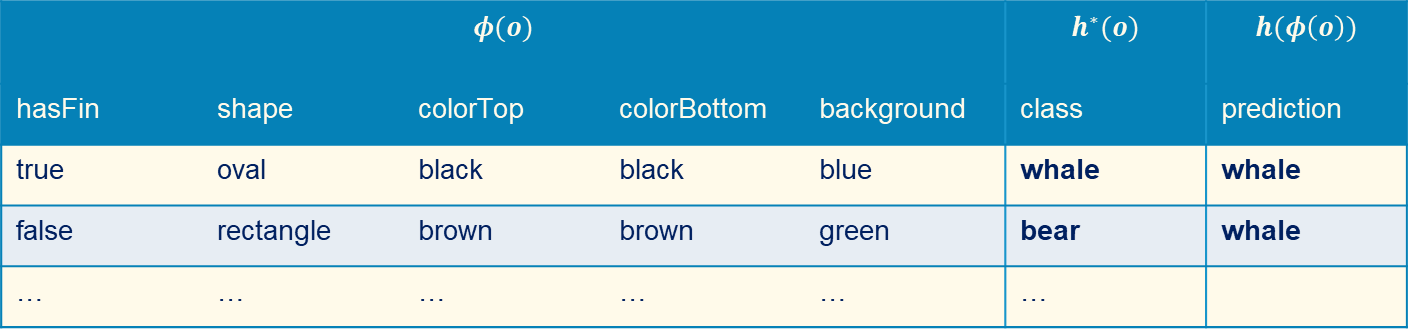 ϕ(o) h*(o) h(ϕ(o))
hasFin shape colorTop colorBottom background class prediction
true oval black black blue whale whale
false rectangle brown brown green bear whale
… … … … … …